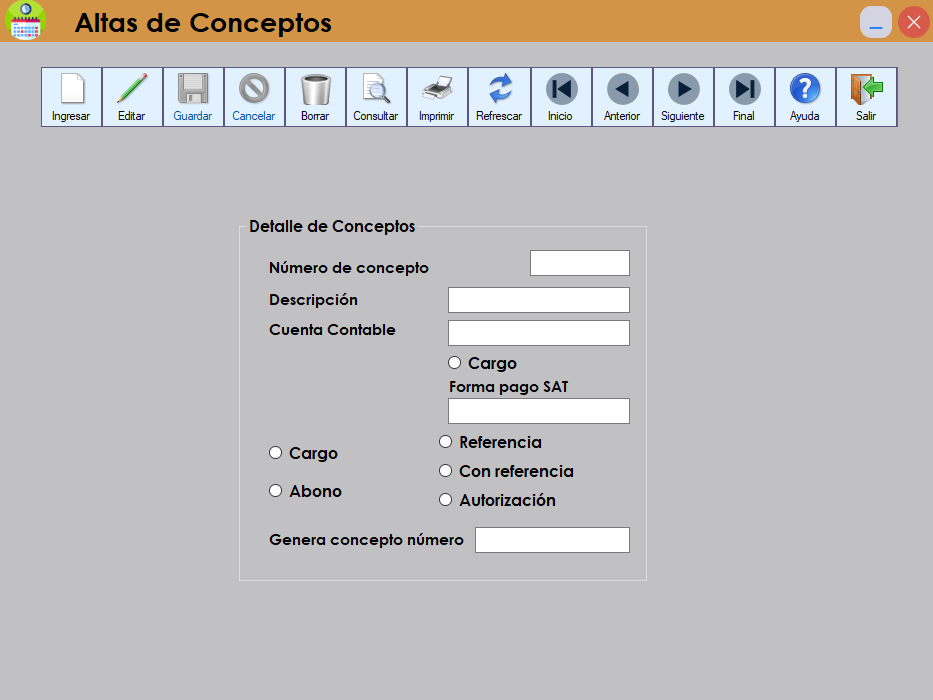 Altas de Conceptos
Ingresar Editar Guardar Cancelar Borrar Consultar Imprimir Refrescar Inicio Anterior Siguiente Final Ayuda Salir
Detalle de Conceptos
Número de concepto
Descripción
Cuenta Contable
Cargo
Forma pago SAT
Referencia
Cargo
Con referencia
Abono
Autorización
Genera concepto número